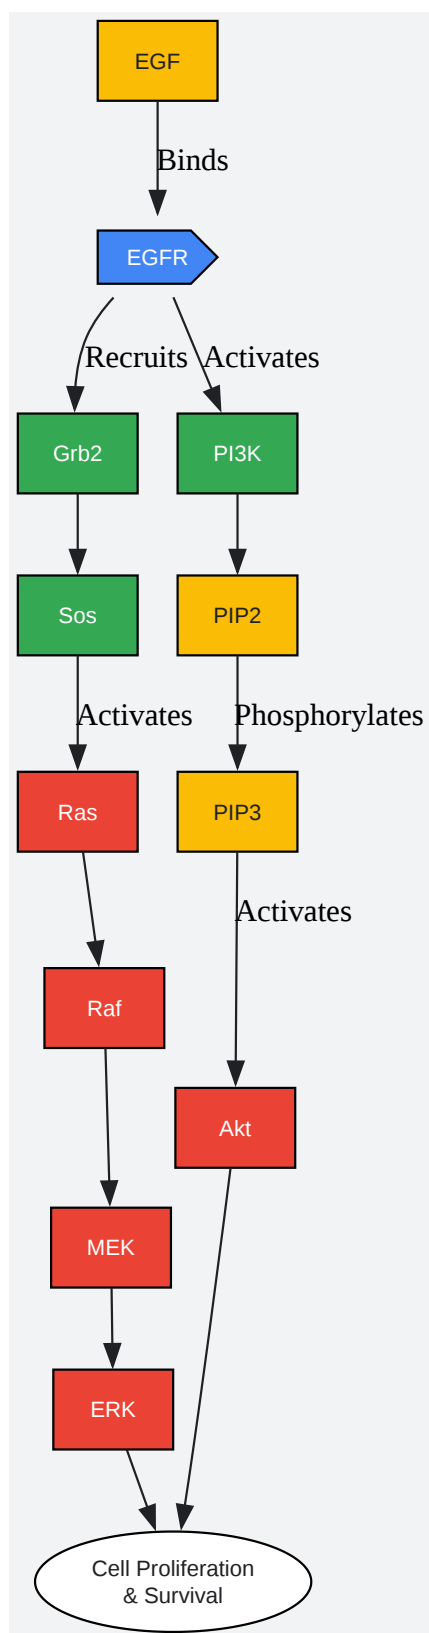 EGF
Binds
EGFR
Recruits
Activates
Grb2
PI3K
Sos
PIP2
Activates
Phosphorylates
Ras
PIP3
Activates
Raf
Akt
MEK
ERK
Cell Proliferation
& Survival